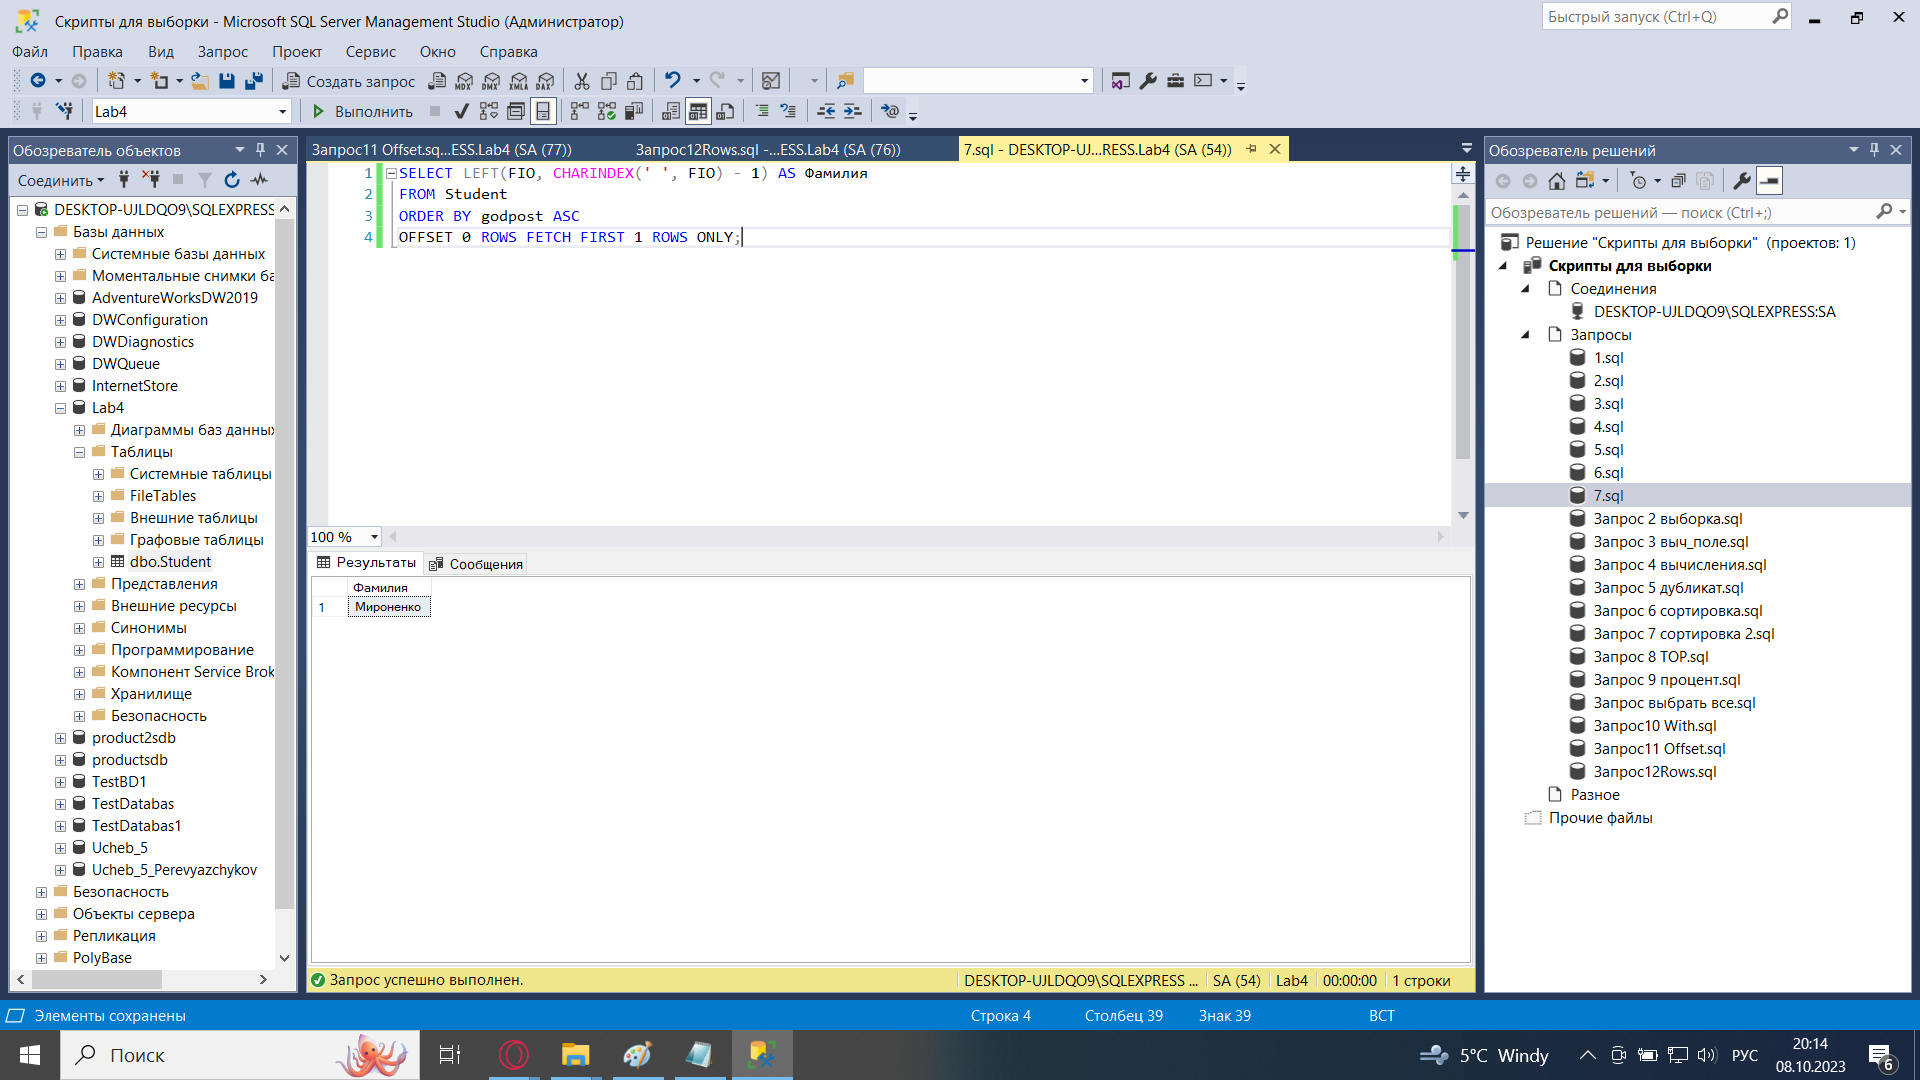 Скрипты для выборки - Microsoft SQL Server Management Studio (Администратор)
Быстрый запуск (Ctrl+Q)
Файл Правка Вид Запрос Проект Сервис Окно Справка
Создать запрос MDX DMX XMLA DAX
Lab4 Выполнить
Обозреватель объектов
Соединить
DESKTOP-UJLDQO9\SQLEXPRESS
Базы данных
Системные базы данных
Моментальные снимки ба
AdventureWorksDW2019
DWConfiguration
DWDiagnostics
DWQueue
InternetStore
Lab4
Диаграммы баз данны
Таблицы
Системные таблицы
FileTables
Внешние таблицы
Графовые таблицы
dbo.Student
Представления
Внешние ресурсы
Синонимы
Программирование
Компонент Service Brok
Хранилище
Безопасность
product2sdb
productsdb
TestBD1
TestDatabas
TestDatabas1
Ucheb_5
Ucheb_5_Perevyazchykov
Безопасность
Объекты сервера
Репликация
PolyBase
Запрос11 Offset.sq...ESS.Lab4 (SA (77))
Запрос12Rows.sql -...ESS.Lab4 (SA (76))
7.sql - DESKTOP-UJ...RESS.Lab4 (SA (54))
1 SELECT LEFT(FIO, CHARINDEX(' ', FIO) - 1) AS Фамилия
2 FROM Student
3 ORDER BY godpost ASC
4 OFFSET 0 ROWS FETCH FIRST 1 ROWS ONLY;
100 %
Результаты Сообщения
Фамилия
1 Мироненко
Запрос успешно выполнен.
DESKTOP-UJLDQO9\SQLEXPRESS ... SA (54) Lab4 00:00:00 1 строки
Обозреватель решений
Обозреватель решений — поиск (Ctrl+;)
Решение "Скрипты для выборки" (проектов: 1)
Скрипты для выборки
Соединения
DESKTOP-UJLDQO9\SQLEXPRESS:SA
Запросы
1.sql
2.sql
3.sql
4.sql
5.sql
6.sql
7.sql
Запрос 2 выборка.sql
Запрос 3 выч_поле.sql
Запрос 4 вычисления.sql
Запрос 5 дубликат.sql
Запрос 6 сортировка.sql
Запрос 7 сортировка 2.sql
Запрос 8 TOP.sql
Запрос 9 процент.sql
Запрос выбрать все.sql
Запрос10 With.sql
Запрос11 Offset.sql
Запрос12Rows.sql
Разное
Прочие файлы
Элементы сохранены
Строка 4 Столбец 39 Знак 39 ВСТ
Поиск
5°C Windy
РУС
20:14
08.10.2023
6